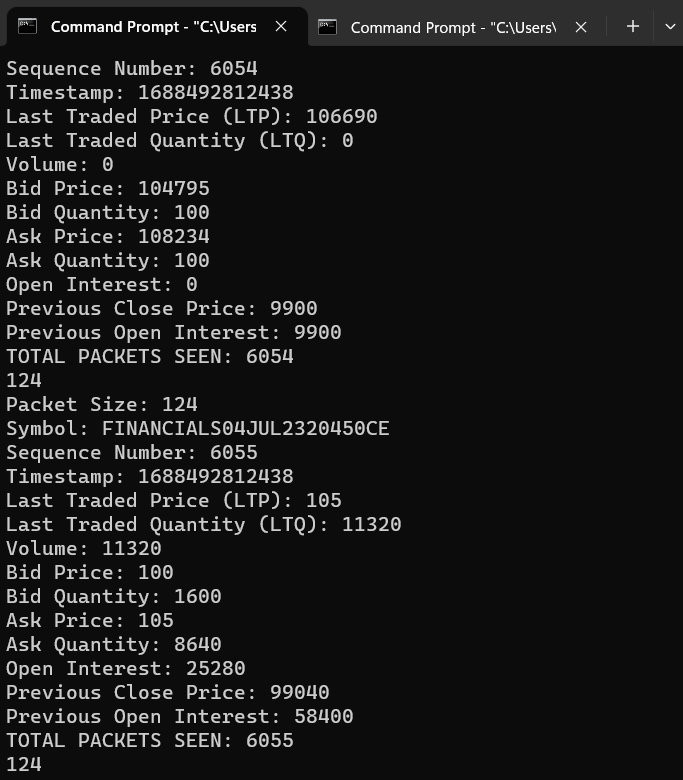 Command Prompt - "C:\Users
Command Prompt - "C:\Users\
Sequence Number: 6054
Timestamp: 1688492812438
Last Traded Price (LTP): 106690
Last Traded Quantity (LTQ): 0
Volume: 0
Bid Price: 104795
Bid Quantity: 100
Ask Price: 108234
Ask Quantity: 100
Open Interest: 0
Previous Close Price: 9900
Previous Open Interest: 9900
TOTAL PACKETS SEEN: 6054
124
Packet Size: 124
Symbol: FINANCIALS04JUL2320450CE
Sequence Number: 6055
Timestamp: 1688492812438
Last Traded Price (LTP): 105
Last Traded Quantity (LTQ): 11320
Volume: 11320
Bid Price: 100
Bid Quantity: 1600
Ask Price: 105
Ask Quantity: 8640
Open Interest: 25280
Previous Close Price: 99040
Previous Open Interest: 58400
TOTAL PACKETS SEEN: 6055
124